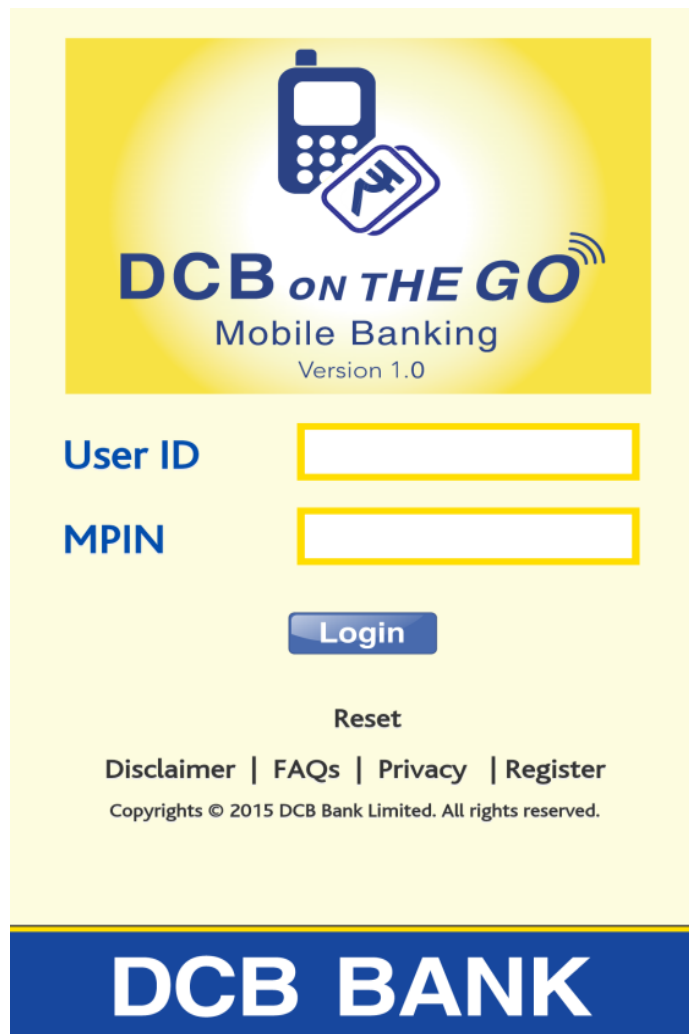 ₹
DCB ON THE GO
Mobile Banking
Version 1.0
User ID
MPIN
Login
Reset
Disclaimer | FAQs | Privacy | Register
Copyrights © 2015 DCB Bank Limited. All rights reserved.
DCB BANK